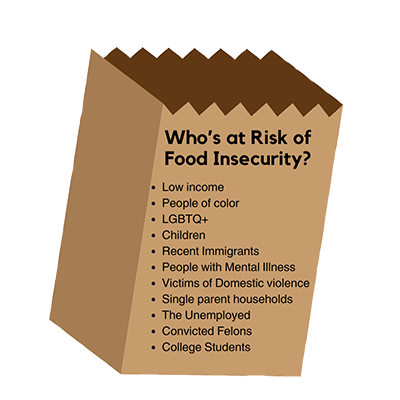 Who's at Risk of
Food Insecurity?
• Low income
• People of color
• LGBTQ+
• Children
• Recent Immigrants
• People with Mental Illness
• Victims of Domestic violence
• Single parent households
• The Unemployed
• Convicted Felons
• College Students